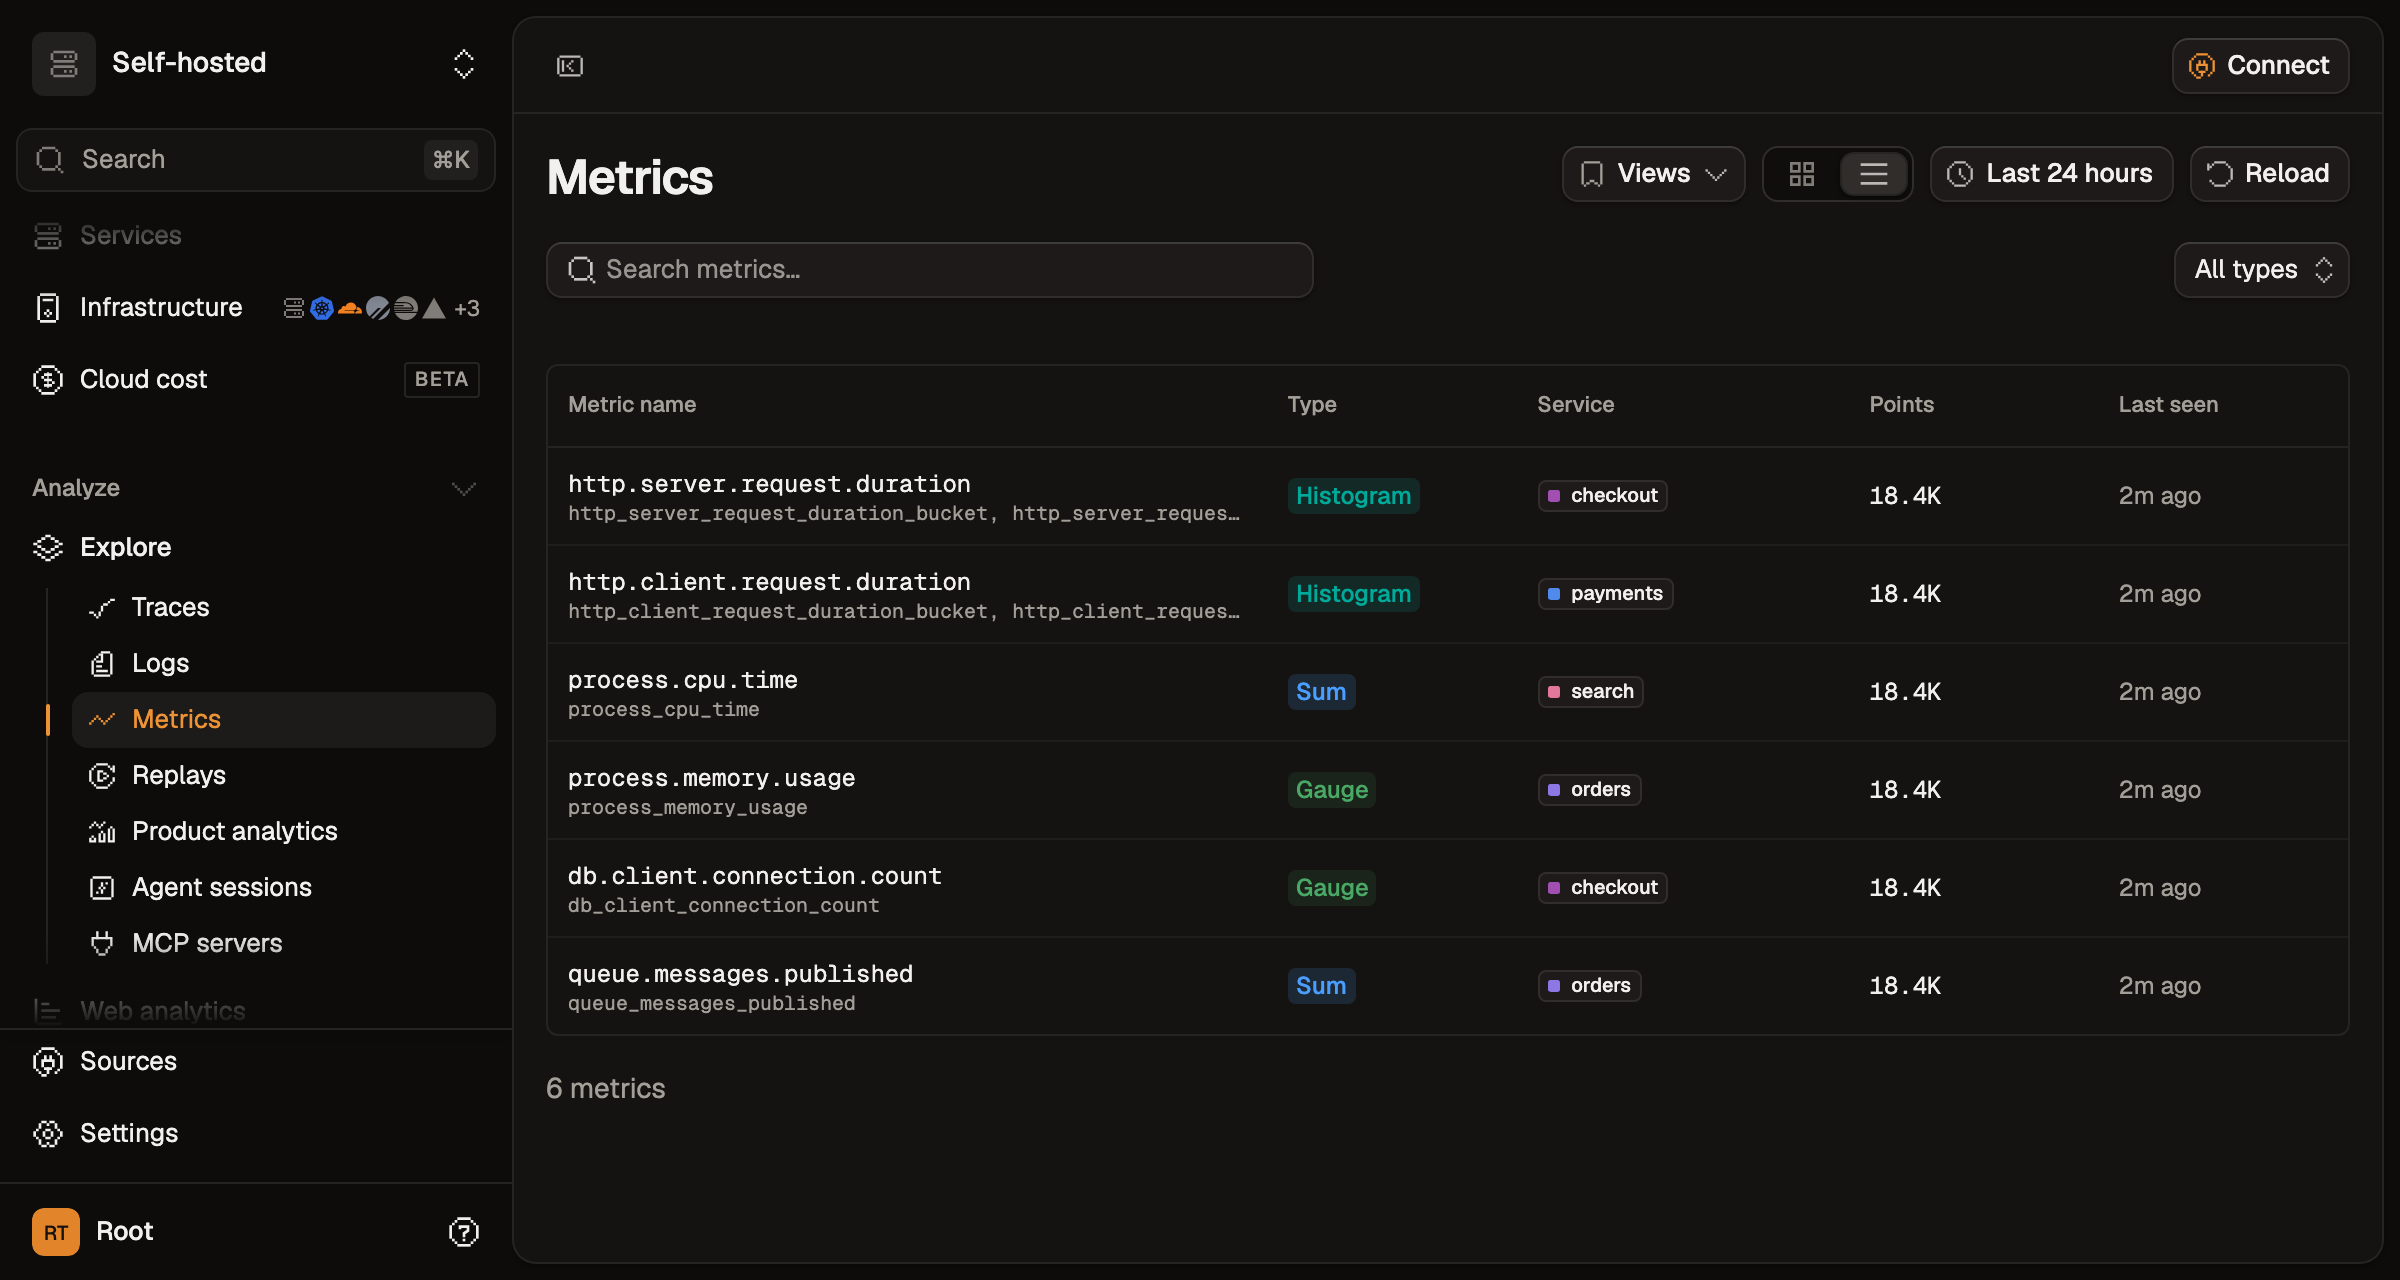 Self-hosted
Search
⌘K
Services
Infrastructure
+3
Cloud cost
BETA
Analyze
Explore
Traces
Logs
Metrics
Replays
Product analytics
Agent sessions
MCP servers
Web analytics
Sources
Settings
RT
Root
Connect
Metrics
Views
Last 24 hours
Reload
Search metrics…
All types
Metric name Type Service Points Last seen
http.server.request.duration
http_server_request_duration_bucket, http_server_reques…
Histogram checkout 18.4K 2m ago
http.client.request.duration
http_client_request_duration_bucket, http_client_reques…
Histogram payments 18.4K 2m ago
process.cpu.time
process_cpu_time
Sum search 18.4K 2m ago
process.memory.usage
process_memory_usage
Gauge orders 18.4K 2m ago
db.client.connection.count
db_client_connection_count
Gauge checkout 18.4K 2m ago
queue.messages.published
queue_messages_published
Sum orders 18.4K 2m ago
6 metrics